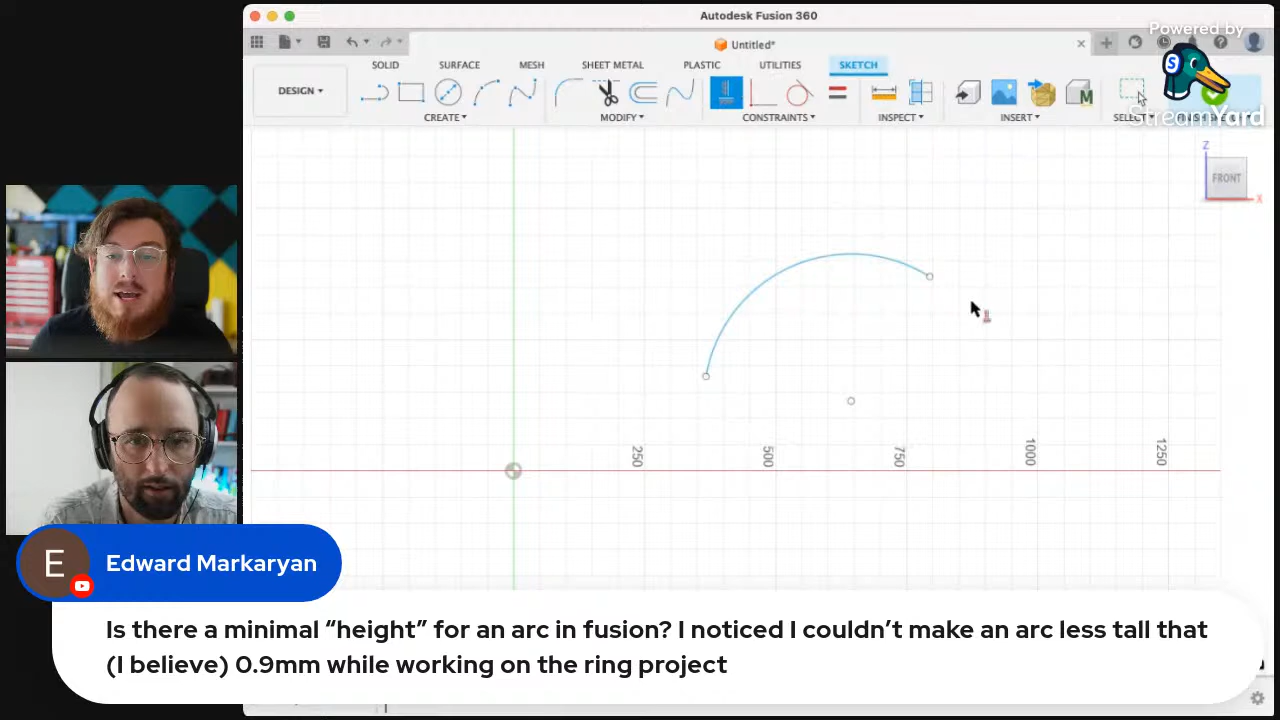 Autodesk Fusion 360
Powered by
Untitled*
S
StreamYard
SOLID SURFACE MESH SHEET METAL PLASTIC UTILITIES SKETCH
DESIGN
M
CREATE MODIFY CONSTRAINTS INSPECT INSERT SELECT
Z
FRONT
X
250 500 750 1000 1250
E
Edward Markaryan
Is there a minimal “height” for an arc in fusion? I noticed I couldn’t make an arc less tall that
(I believe) 0.9mm while working on the ring project